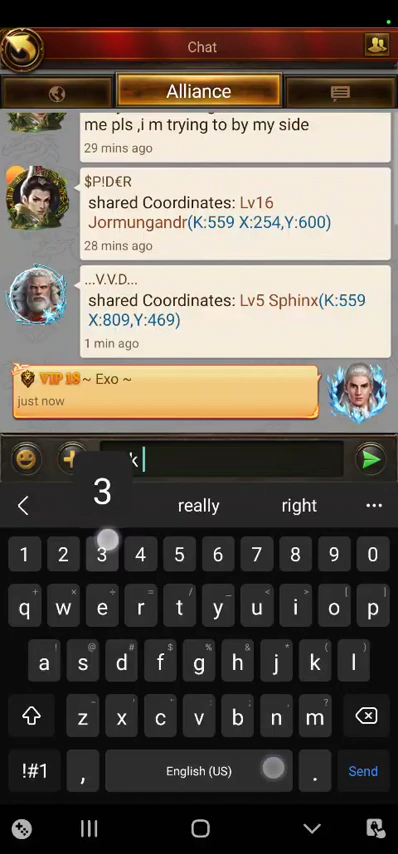 Chat
Alliance
me pls ,i m trying to by my side
29 mins ago
$P!D€R
shared Coordinates: Lv16
Jormungandr(K:559 X:254,Y:600)
28 mins ago
...V.V.D...
shared Coordinates: Lv5 Sphinx(K:559
X:809,Y:469)
1 min ago
VIP 18 ~ Exo ~
just now
k
3
really right ...
1 2 3 4 5 6 7 8 9 0
+ × ÷ = / _ < > [ ]
q w e r t y u i o p
! @ # $ % ^ & * ( )
a s d f g h j k l
- ' " : ; , ?
z x c v b n m
!#1 , English (US) . Send